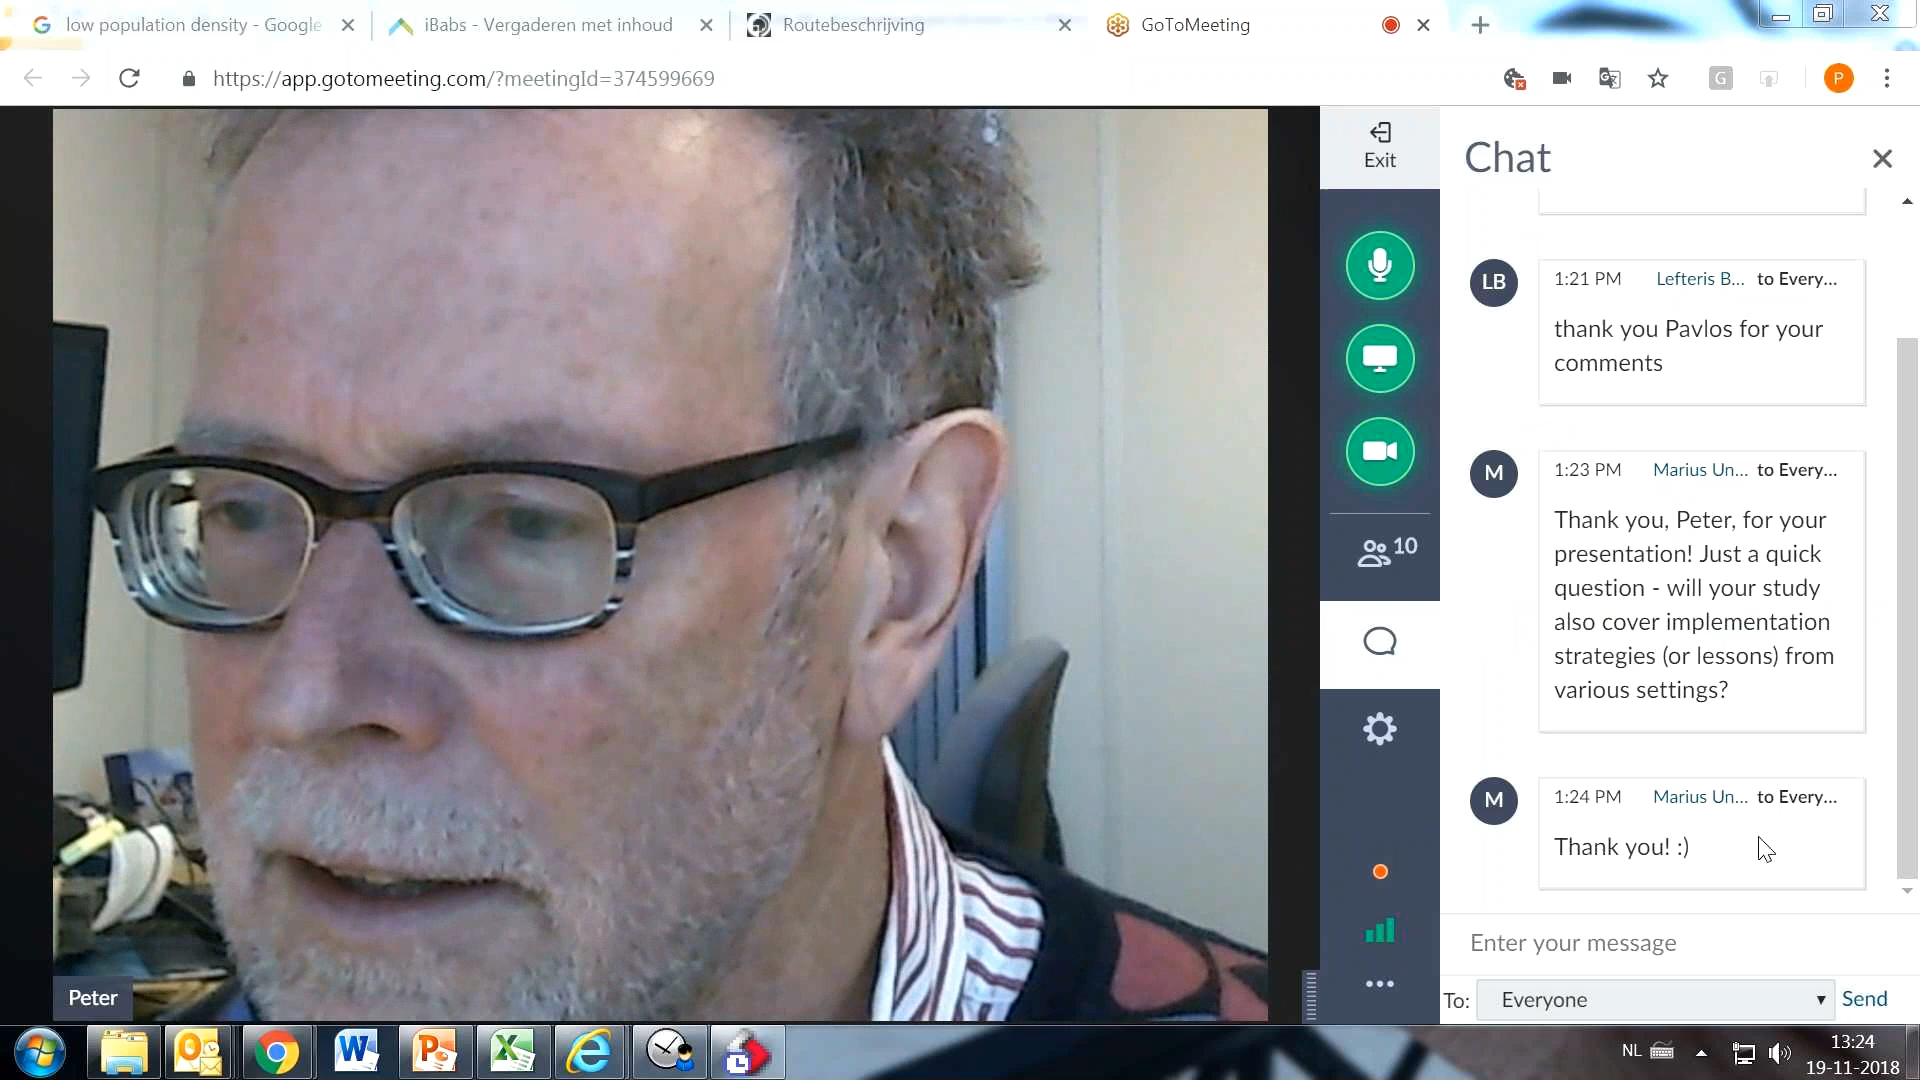 low population density - Google
iBabs - Vergaderen met inhoud
Routebeschrijving
GoToMeeting
https://app.gotomeeting.com/?meetingId=374599669
P
Exit
Chat
LB
1:21 PM Lefteris B... to Every...
thank you Pavlos for your
comments
M
1:23 PM Marius Un... to Every...
Thank you, Peter, for your
presentation! Just a quick
question - will your study
also cover implementation
strategies (or lessons) from
various settings?
10
M
1:24 PM Marius Un... to Every...
Thank you! :)
Enter your message
To: Everyone Send
Peter
NL
13:24
19-11-2018